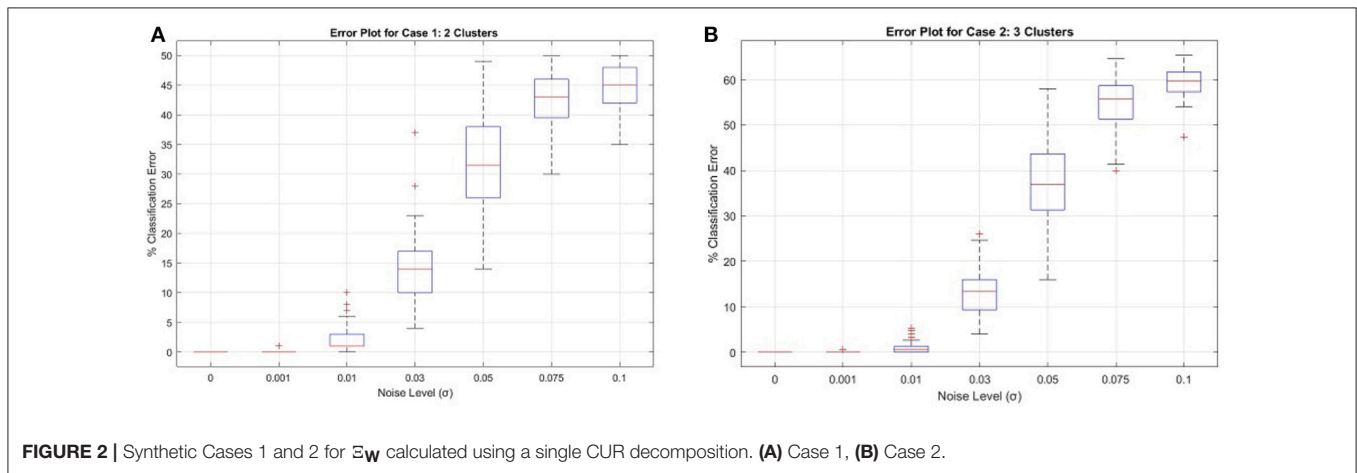 A
Error Plot for Case 1: 2 Clusters
% Classification Error
50
45
40
35
30
25
20
15
10
5
0
0 0.001 0.01 0.03 0.05 0.075 0.1
Noise Level (σ)
B
Error Plot for Case 2: 3 Clusters
% Classification Error
60
50
40
30
20
10
0
0 0.001 0.01 0.03 0.05 0.075 0.1
Noise Level (σ)
FIGURE 2 | Synthetic Cases 1 and 2 for ΞW calculated using a single CUR decomposition. (A) Case 1, (B) Case 2.